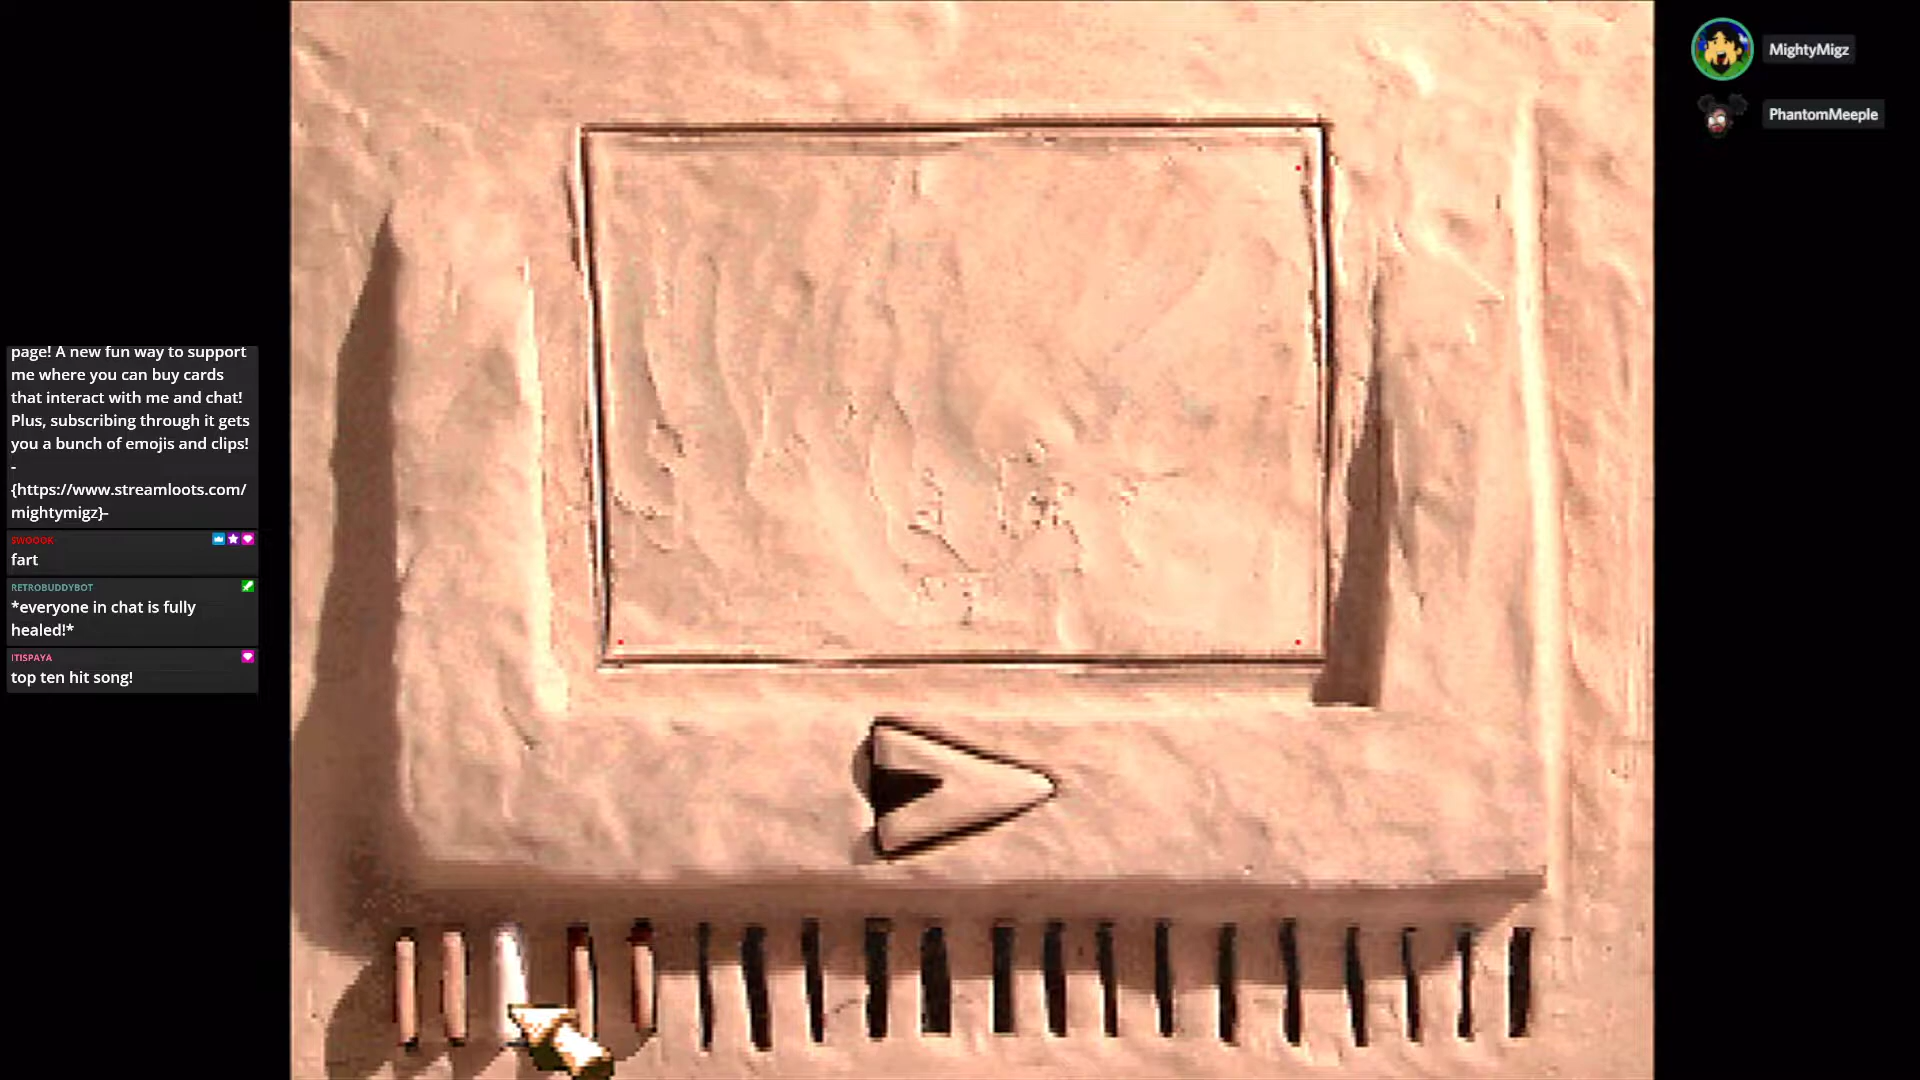 MightyMigz
PhantomMeeple
page! A new fun way to support
me where you can buy cards
that interact with me and chat!
Plus, subscribing through it gets
you a bunch of emojis and clips!
-
{https://www.streamloots.com/
mightymigz}-
SWOOOK
fart
RETROBUDDYBOT
*everyone in chat is fully
healed!*
ITISPAYA
top ten hit song!